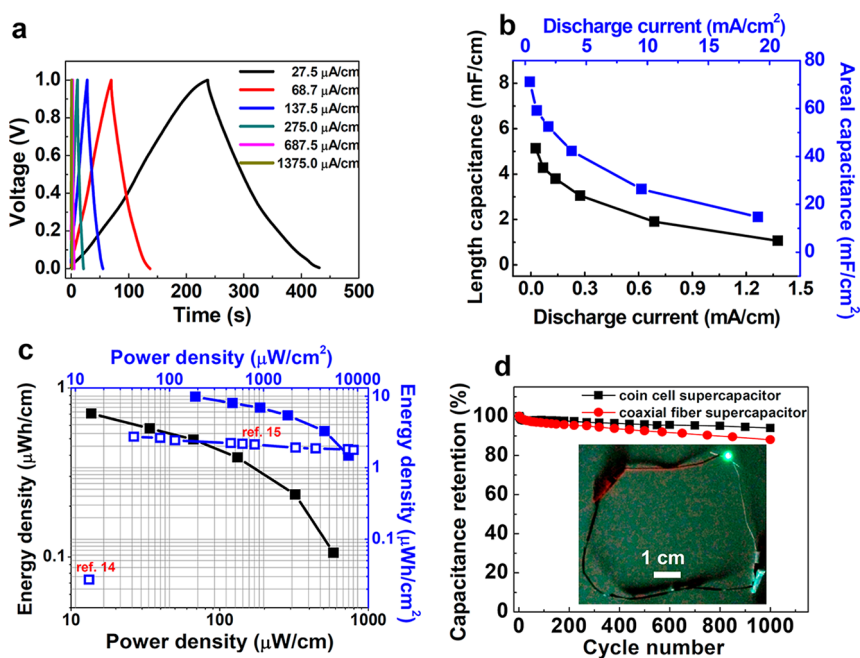 a
Voltage (V)
1.0
0.8
0.6
0.4
0.2
0.0
27.5 μA/cm
68.7 μA/cm
137.5 μA/cm
275.0 μA/cm
687.5 μA/cm
1375.0 μA/cm
0 100 200 300 400 500
Time (s)
b
Discharge current (mA/cm²)
0 5 10 15 20
Length capacitance (mF/cm)
8
6
4
2
0
Areal capacitance (mF/cm²)
80
60
40
20
0
0.0 0.3 0.6 0.9 1.2 1.5
Discharge current (mA/cm)
c
Power density (μW/cm²)
10 100 1000 10000
Energy density (μWh/cm)
1
0.1
Energy density (μWh/cm²)
10
1
0.1
ref. 15
ref. 14
10 100 1000
Power density (μW/cm)
d
Capacitance retention (%)
100
80
60
40
20
0
coin cell supercapacitor
coaxial fiber supercapacitor
1 cm
0 200 400 600 800 1000
Cycle number